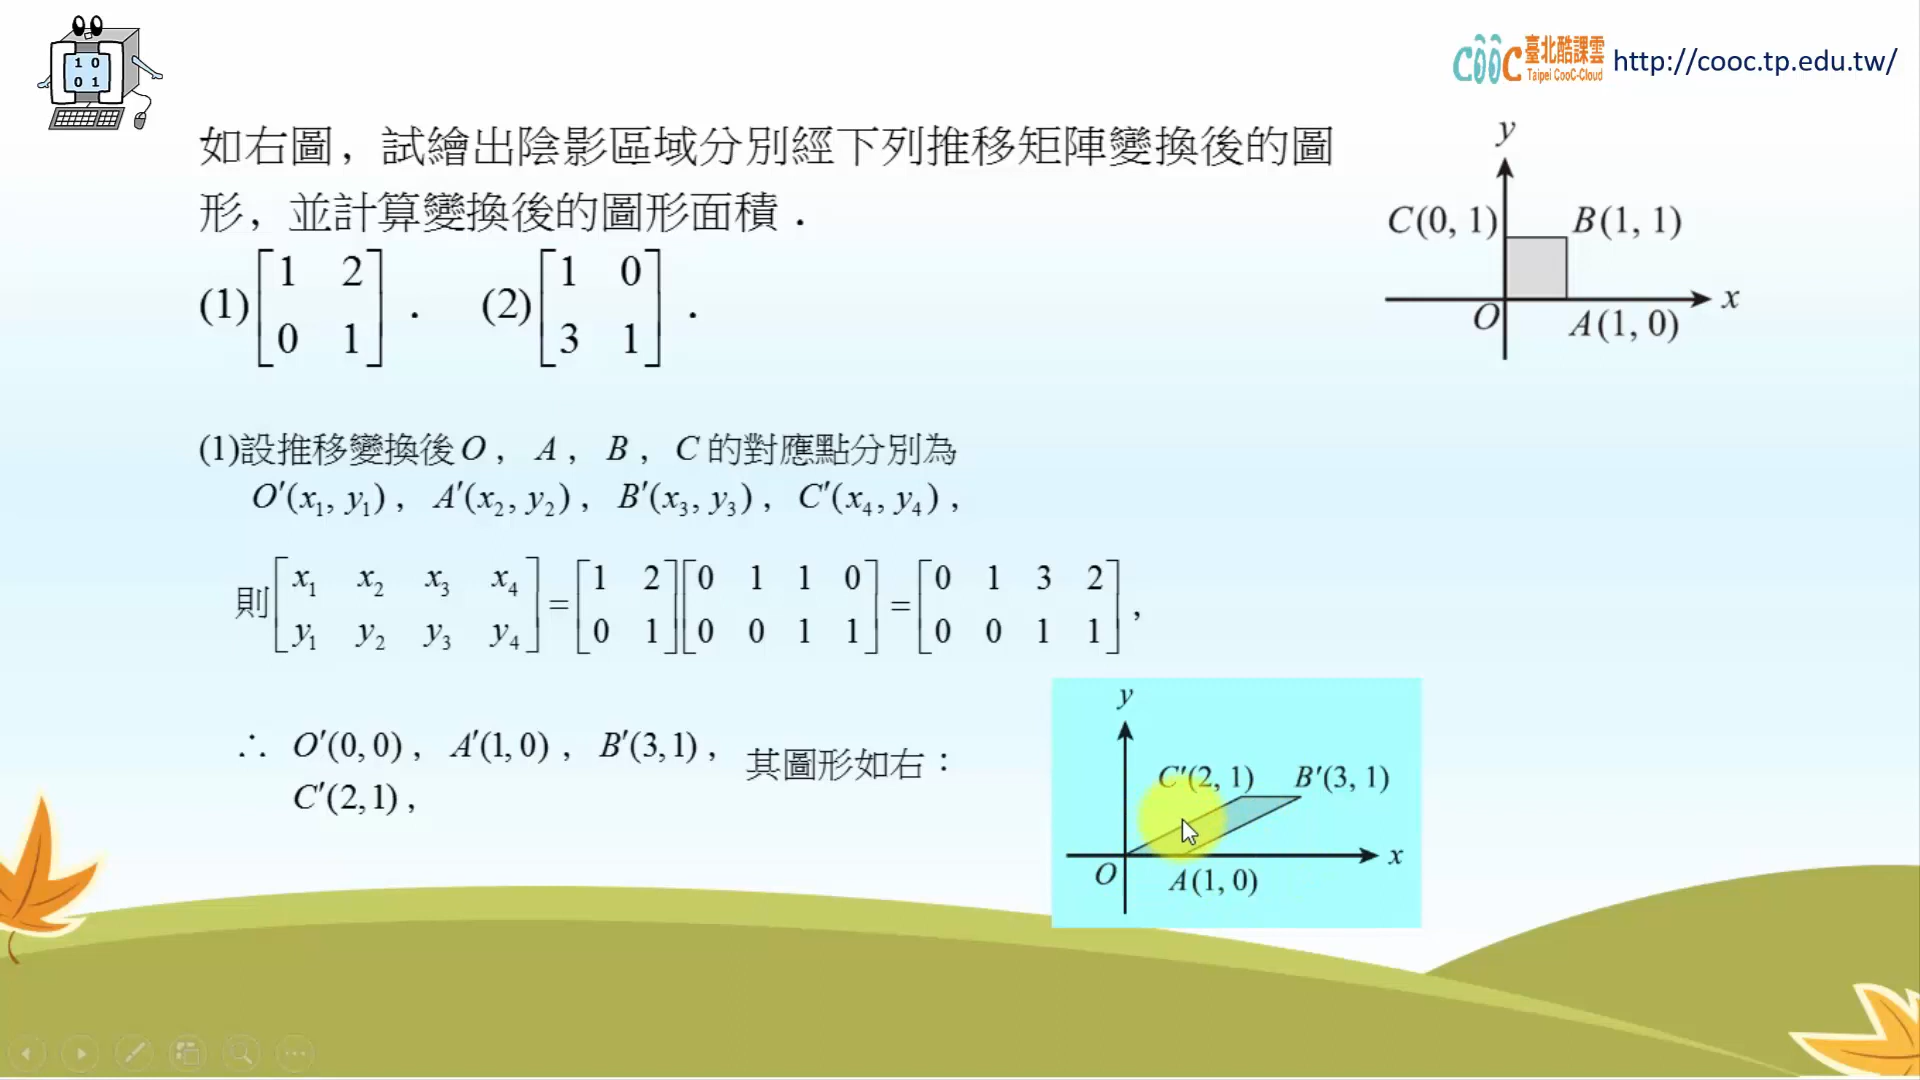 1 0
0 1
COOC 臺北酷課雲
Taipei CooC-Cloud
http://cooc.tp.edu.tw/
如右圖，試繪出陰影區域分別經下列推移矩陣變換後的圖
形，並計算變換後的圖形面積．
(1) [1 2
0 1] ． (2) [1 0
3 1] ．
y
C(0, 1) B(1, 1)
O A(1, 0) x
(1)設推移變換後O， A， B， C 的對應點分別為
O′(x₁, y₁)， A′(x₂, y₂)， B′(x₃, y₃)， C′(x₄, y₄)，
則 [x₁ x₂ x₃ x₄
y₁ y₂ y₃ y₄] = [1 2
0 1] [0 1 1 0
0 0 1 1] = [0 1 3 2
0 0 1 1]，
∴ O′(0,0)， A′(1,0)， B′(3,1)， 其圖形如右：
C′(2,1)，
y
C′(2, 1) B′(3, 1)
O A(1, 0) x